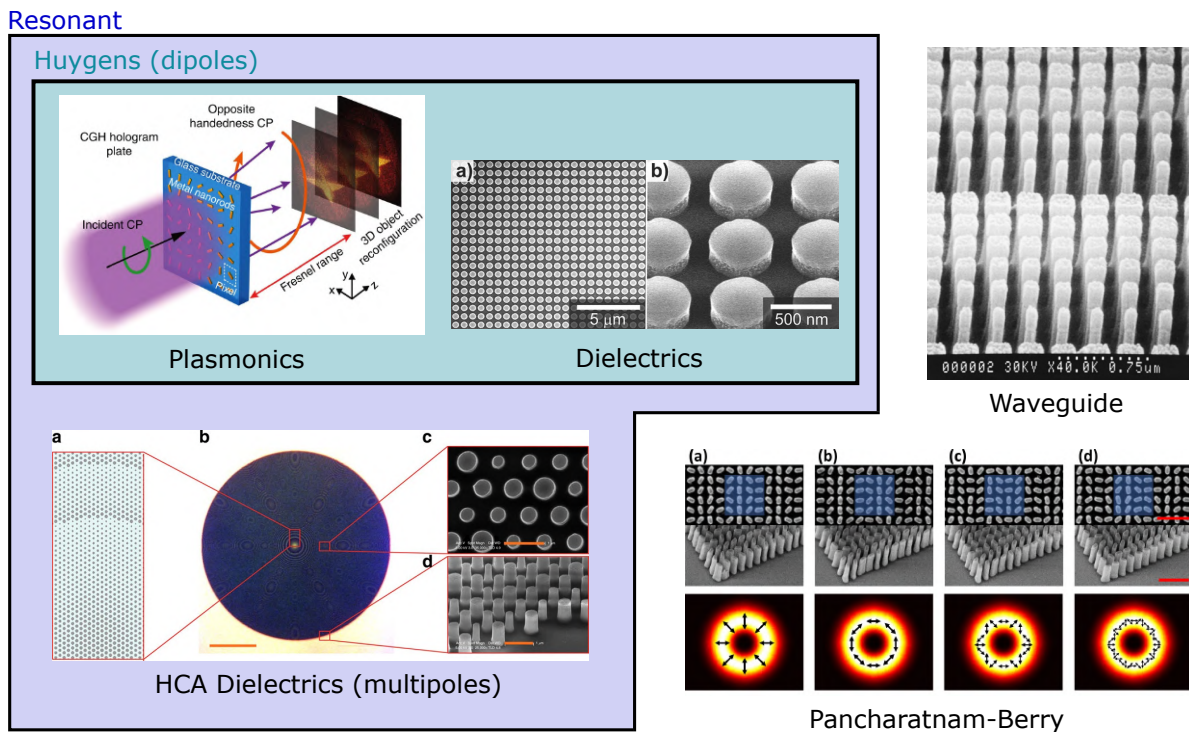 Resonant
Huygens (dipoles)
CGH hologram
plate
Opposite
handedness CP
glass substrate
Metal nanorods
Incident CP
Pixel
Fresnel range
3D object
reconfiguration
y
x
z
Plasmonics
a)
b)
5 μm
500 nm
Dielectrics
000002 30KV X40.0K 0.75um
Waveguide
a
b
c
d
HCA Dielectrics (multipoles)
(a)
(b)
(c)
(d)
Pancharatnam-Berry